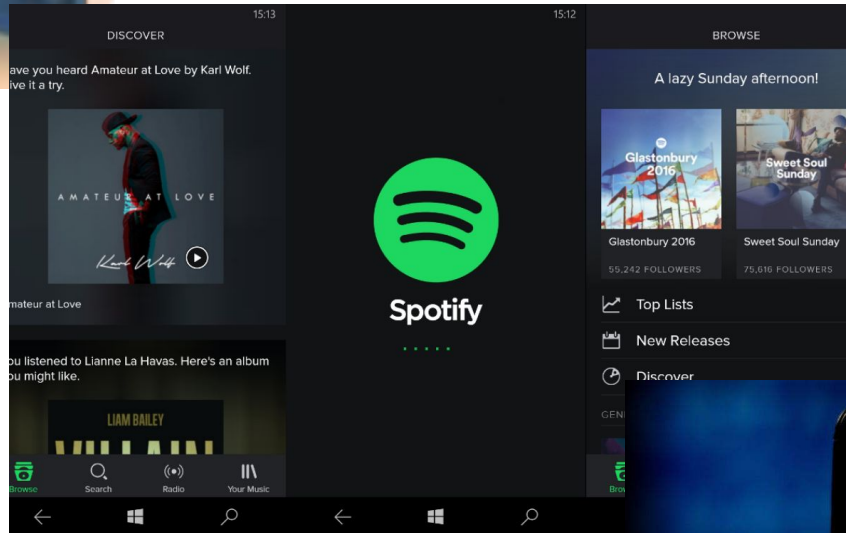 15:13
DISCOVER
ave you heard Amateur at Love by Karl Wolf.
ive it a try.
AMATEUR AT LOVE
Karl Wolf
mateur at Love
ou listened to Lianne La Havas. Here's an album
ou might like.
LIAM BAILEY
Browse
Search
Radio
Your Music
15:12
Spotify
BROWSE
A lazy Sunday afternoon!
Glastonbury
2016
Sweet Soul
Sunday
Glastonbury 2016
Sweet Soul Sunday
55,242 FOLLOWERS
75,616 FOLLOWERS
Top Lists
New Releases
Discover
GEN
Bro